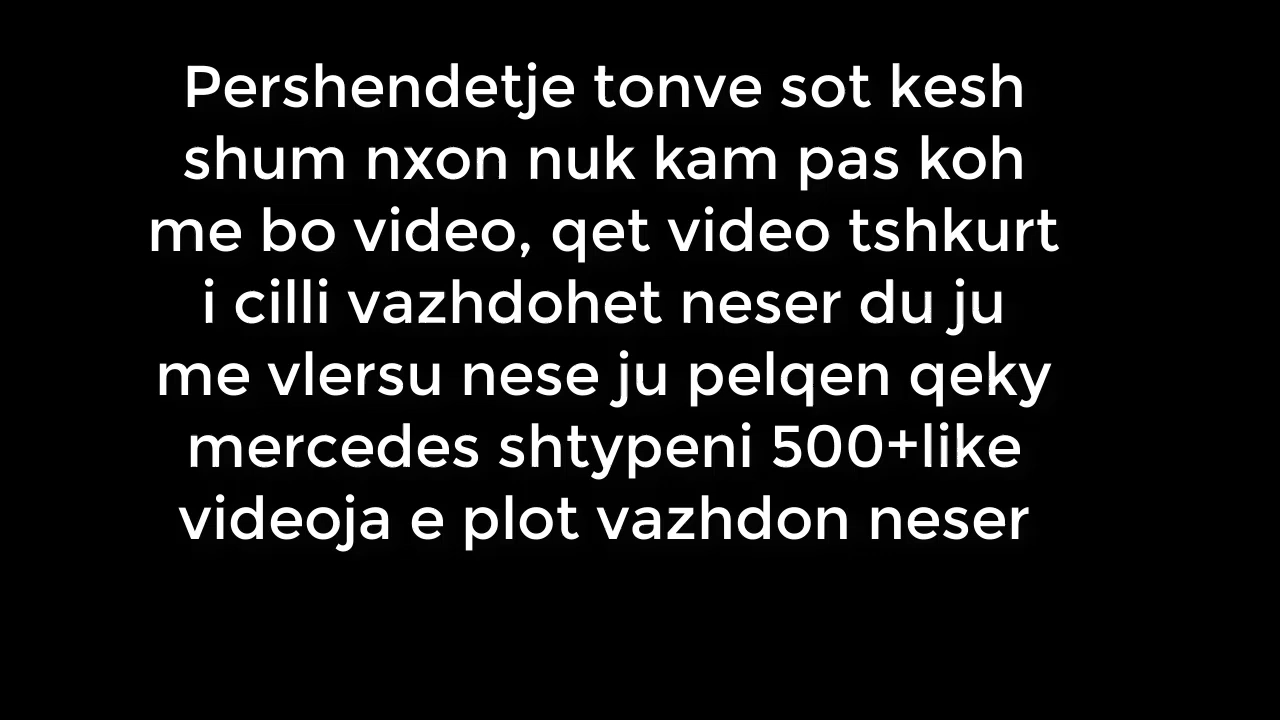 Pershendetje tonve sot kesh
shum nxon nuk kam pas koh
me bo video, qet video tshkurt
i cilli vazhdohet neser du ju
me vlersu nese ju pelqen qeky
mercedes shtypeni 500+like
videoja e plot vazhdon neser